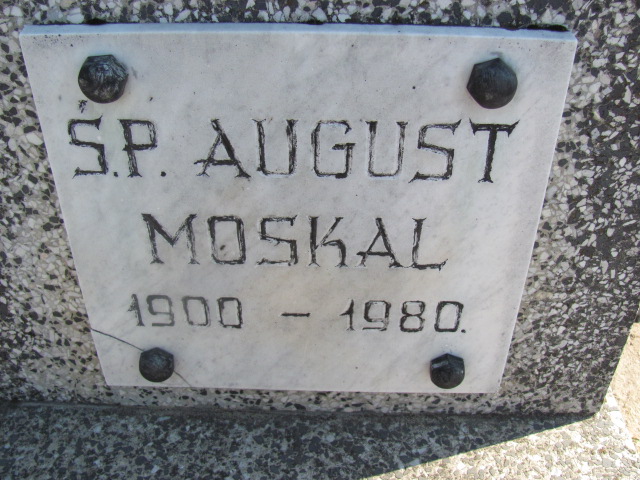 Ś.P. AUGUST
MOSKAL
1900 - 1980.